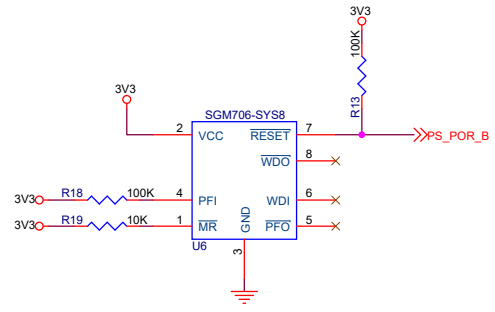 3V3
100K
R13
3V3
SGM706-SYS8
2 VCC RESET 7 PS_POR_B
WDO 8
3V3 R18 100K 4 PFI WDI 6
3V3 R19 10K 1 MR PFO 5
GND
U6
3